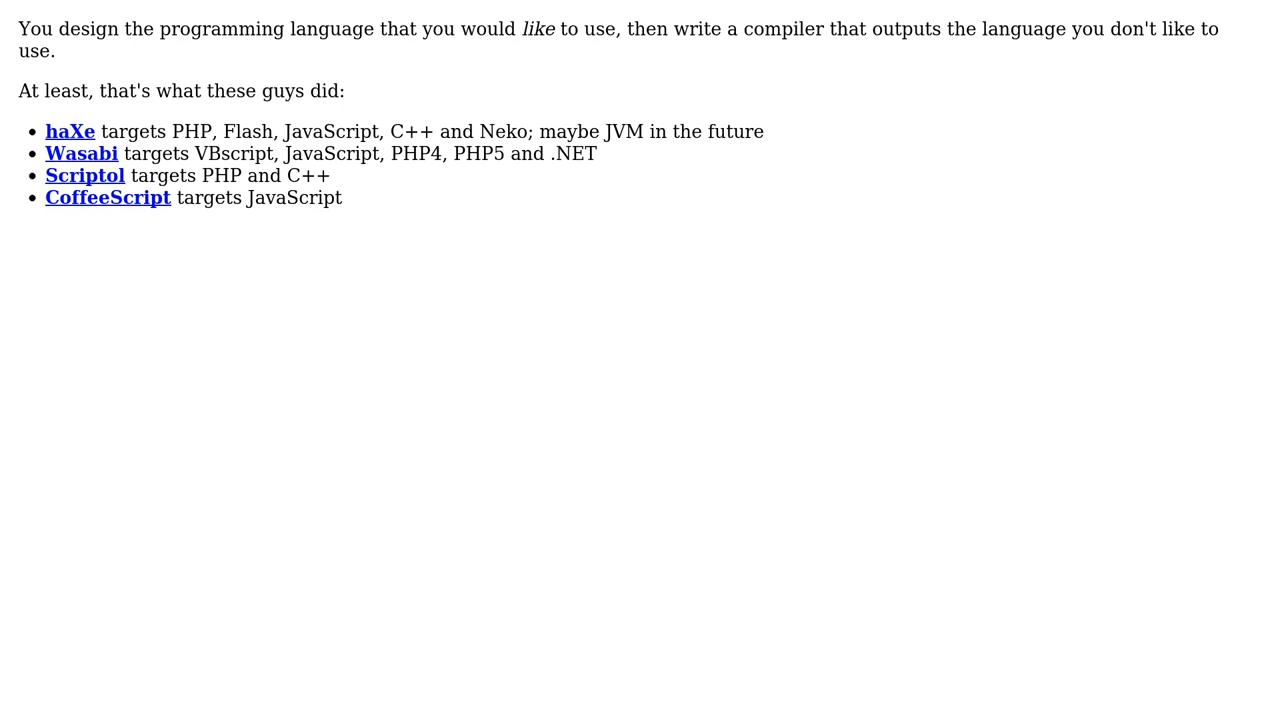 You design the programming language that you would like to use, then write a compiler that outputs the language you don't like to
use.
At least, that's what these guys did:
• haXe targets PHP, Flash, JavaScript, C++ and Neko; maybe JVM in the future
• Wasabi targets VBscript, JavaScript, PHP4, PHP5 and .NET
• Scriptol targets PHP and C++
• CoffeeScript targets JavaScript